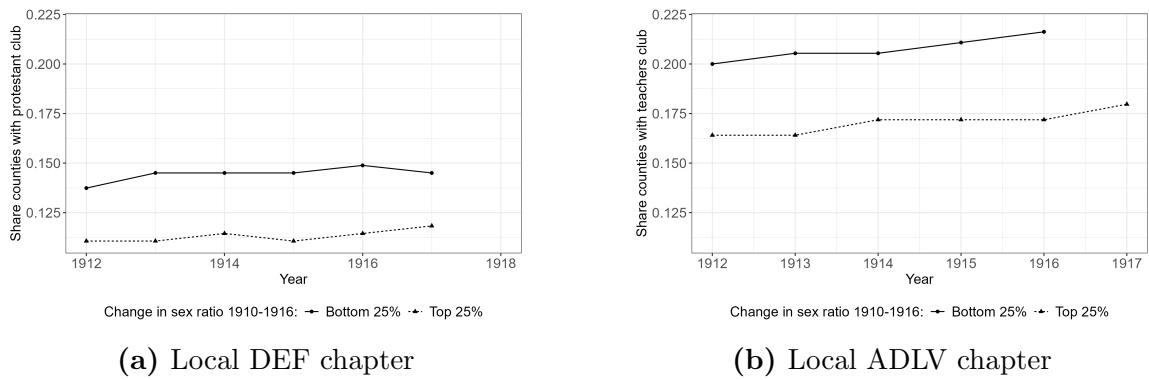 0.225
0.200
0.175
0.150
0.125
Share counties with protestant club
1912
1914
1916
1918
Year
Change in sex ratio 1910-1916: Bottom 25% Top 25%
(a) Local DEF chapter
0.225
0.200
0.175
0.150
0.125
Share counties with teachers club
1912
1913
1914
1915
1916
1917
Year
Change in sex ratio 1910-1916: Bottom 25% Top 25%
(b) Local ADLV chapter